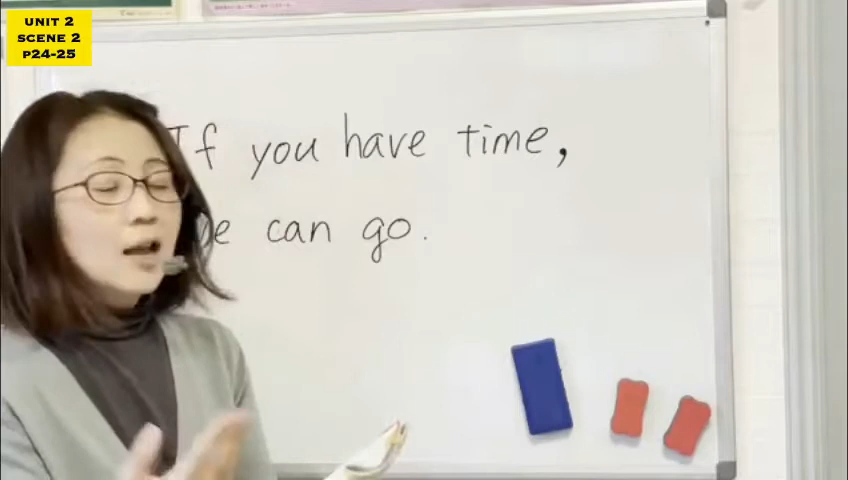 UNIT 2
SCENE 2
P24-25
If you have time,
can go.